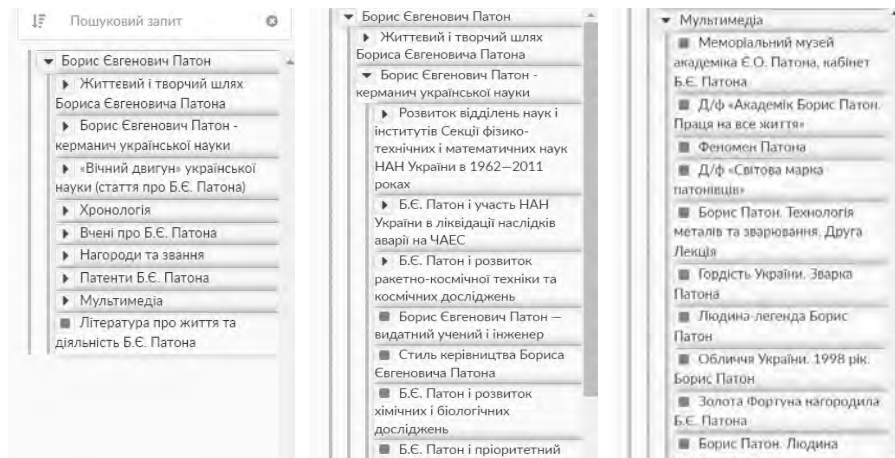 Пошуковий запит
Борис Євгенович Патон
Життєвий і творчий шлях
Бориса Євгеновича Патона
Борис Євгенович Патон -
керманич української науки
«Вічний двигун» української
науки (стаття про Б.Є. Патона)
Хронологія
Вчені про Б.Є. Патона
Нагороди та звання
Патенти Б.Є. Патона
Мультимедіа
Література про життя та
діяльність Б.Є. Патона
Борис Євгенович Патон
Життєвий і творчий шлях
Бориса Євгеновича Патона
Борис Євгенович Патон -
керманич української науки
Розвиток відділень наук і
інститутів Секції фізико-
технічних і математичних наук
НАН України в 1962—2011
роках
Б.Є. Патон і участь НАН
України в ліквідації наслідків
аварії на ЧАЕС
Б.Є. Патон і розвиток
ракетно-космічної техніки та
космічних досліджень
Борис Євгенович Патон —
видатний учений і інженер
Стиль керівництва Бориса
Євгеновича Патона
Б.Є. Патон і розвиток
хімічних і біологічних
досліджень
Б.Є. Патон і пріоритетний
Мультимедіа
Меморіальний музей
академіка Є.О. Патона, кабінет
Б.Є. Патона
Д/ф «Академік Борис Патон.
Праця на все життя»
Феномен Патона
Д/ф «Світова марка
патонівців»
Борис Патон. Технологія
металів та зварювання. Друга
Лекція
Гордість України. Зварка
Патона
Людина-легенда Борис
Патон
Обличчя України. 1998 рік.
Борис Патон
Золота Фортуна нагородила
Б.Є. Патона
Борис Патон. Людина